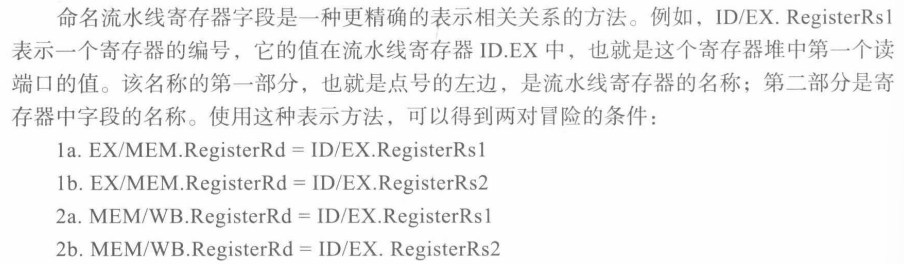 命名流水线寄存器字段是一种更精确的表示相关关系的方法。例如，ID/EX. RegisterRs1
表示一个寄存器的编号，它的值在流水线寄存器 ID.EX 中，也就是这个寄存器堆中第一个读
端口的值。该名称的第一部分，也就是点号的左边，是流水线寄存器的名称；第二部分是寄
存器中字段的名称。使用这种表示方法，可以得到两对冒险的条件：
1a. EX/MEM.RegisterRd = ID/EX.RegisterRs1
1b. EX/MEM.RegisterRd = ID/EX.RegisterRs2
2a. MEM/WB.RegisterRd = ID/EX.RegisterRs1
2b. MEM/WB.RegisterRd = ID/EX. RegisterRs2